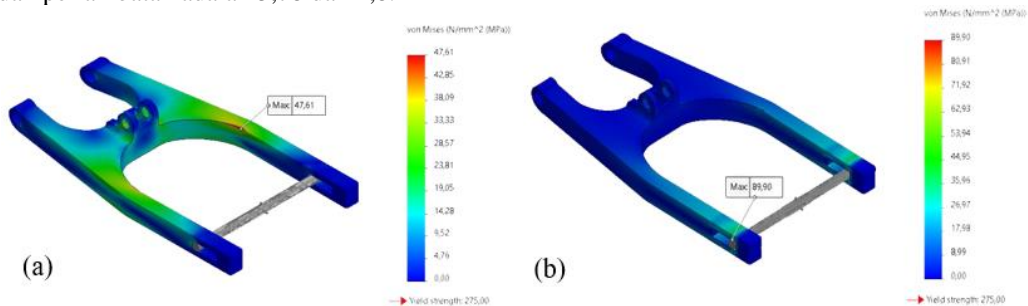 von Mises (N/mm^2 (MPa))
47,61
42,85
38,09
33,33
28,57
23,81
19,05
14,28
9,52
4,76
0,00
Yield strength: 275,00
Max: 47,61
(a)
von Mises (N/mm^2 (MPa))
89,90
80,91
71,92
62,93
53,94
44,95
35,96
26,97
17,98
8,99
0,00
Yield strength: 275,00
Max: 89,90
(b)